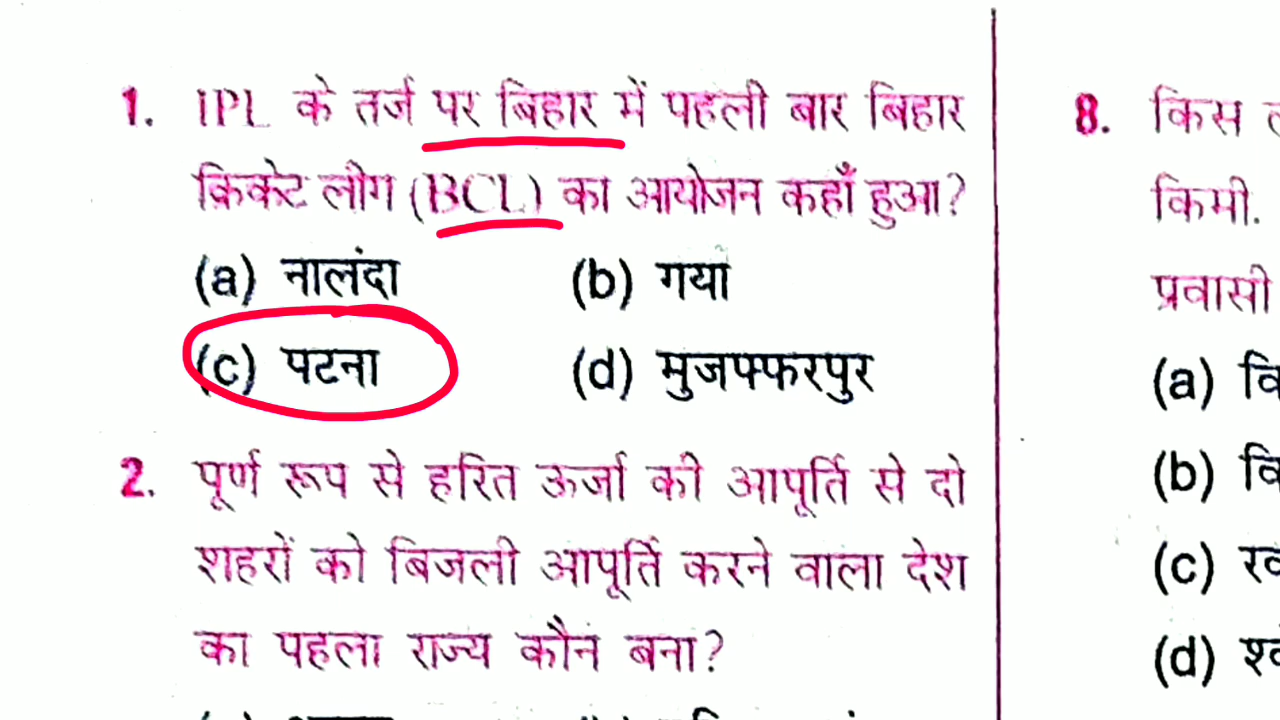 1. IPL के तर्ज पर बिहार में पहली बार बिहार
क्रिकेट लीग (BCL) का आयोजन कहाँ हुआ?
(a) नालंदा (b) गया
(c) पटना (d) मुजफ्फरपुर
2. पूर्ण रूप से हरित ऊर्जा की आपूर्ति से दो
शहरों को बिजली आपूर्ति करने वाला देश
का पहला राज्य कौन बना?
8. किस
किमी.
प्रवासी
(a)
(b)
(c)
(d)